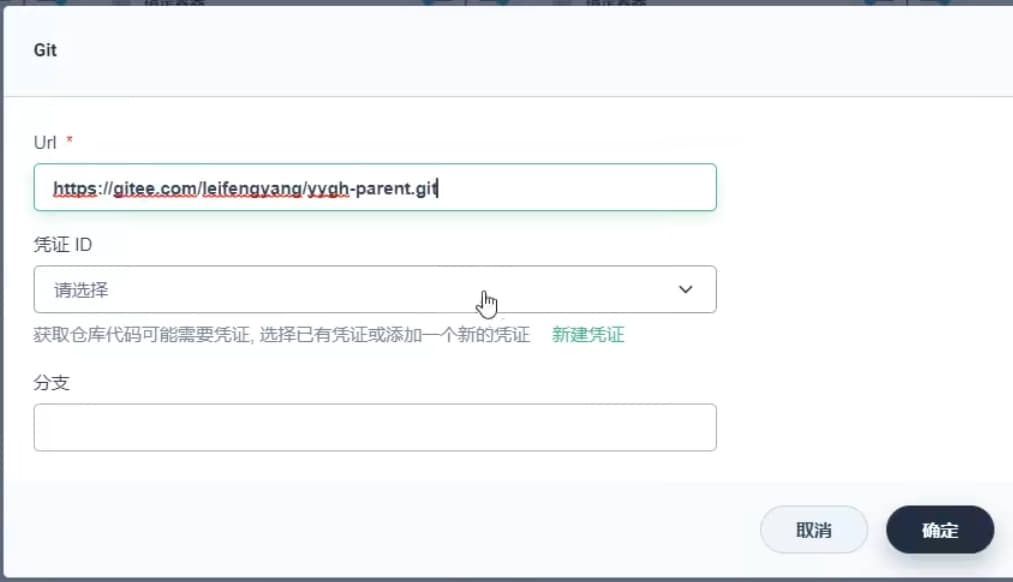 Git
Url *
https://gitee.com/leifengyang/yygh-parent.git
凭证 ID
请选择
获取仓库代码可能需要凭证, 选择已有凭证或添加一个新的凭证 新建凭证
分支
取消 确定